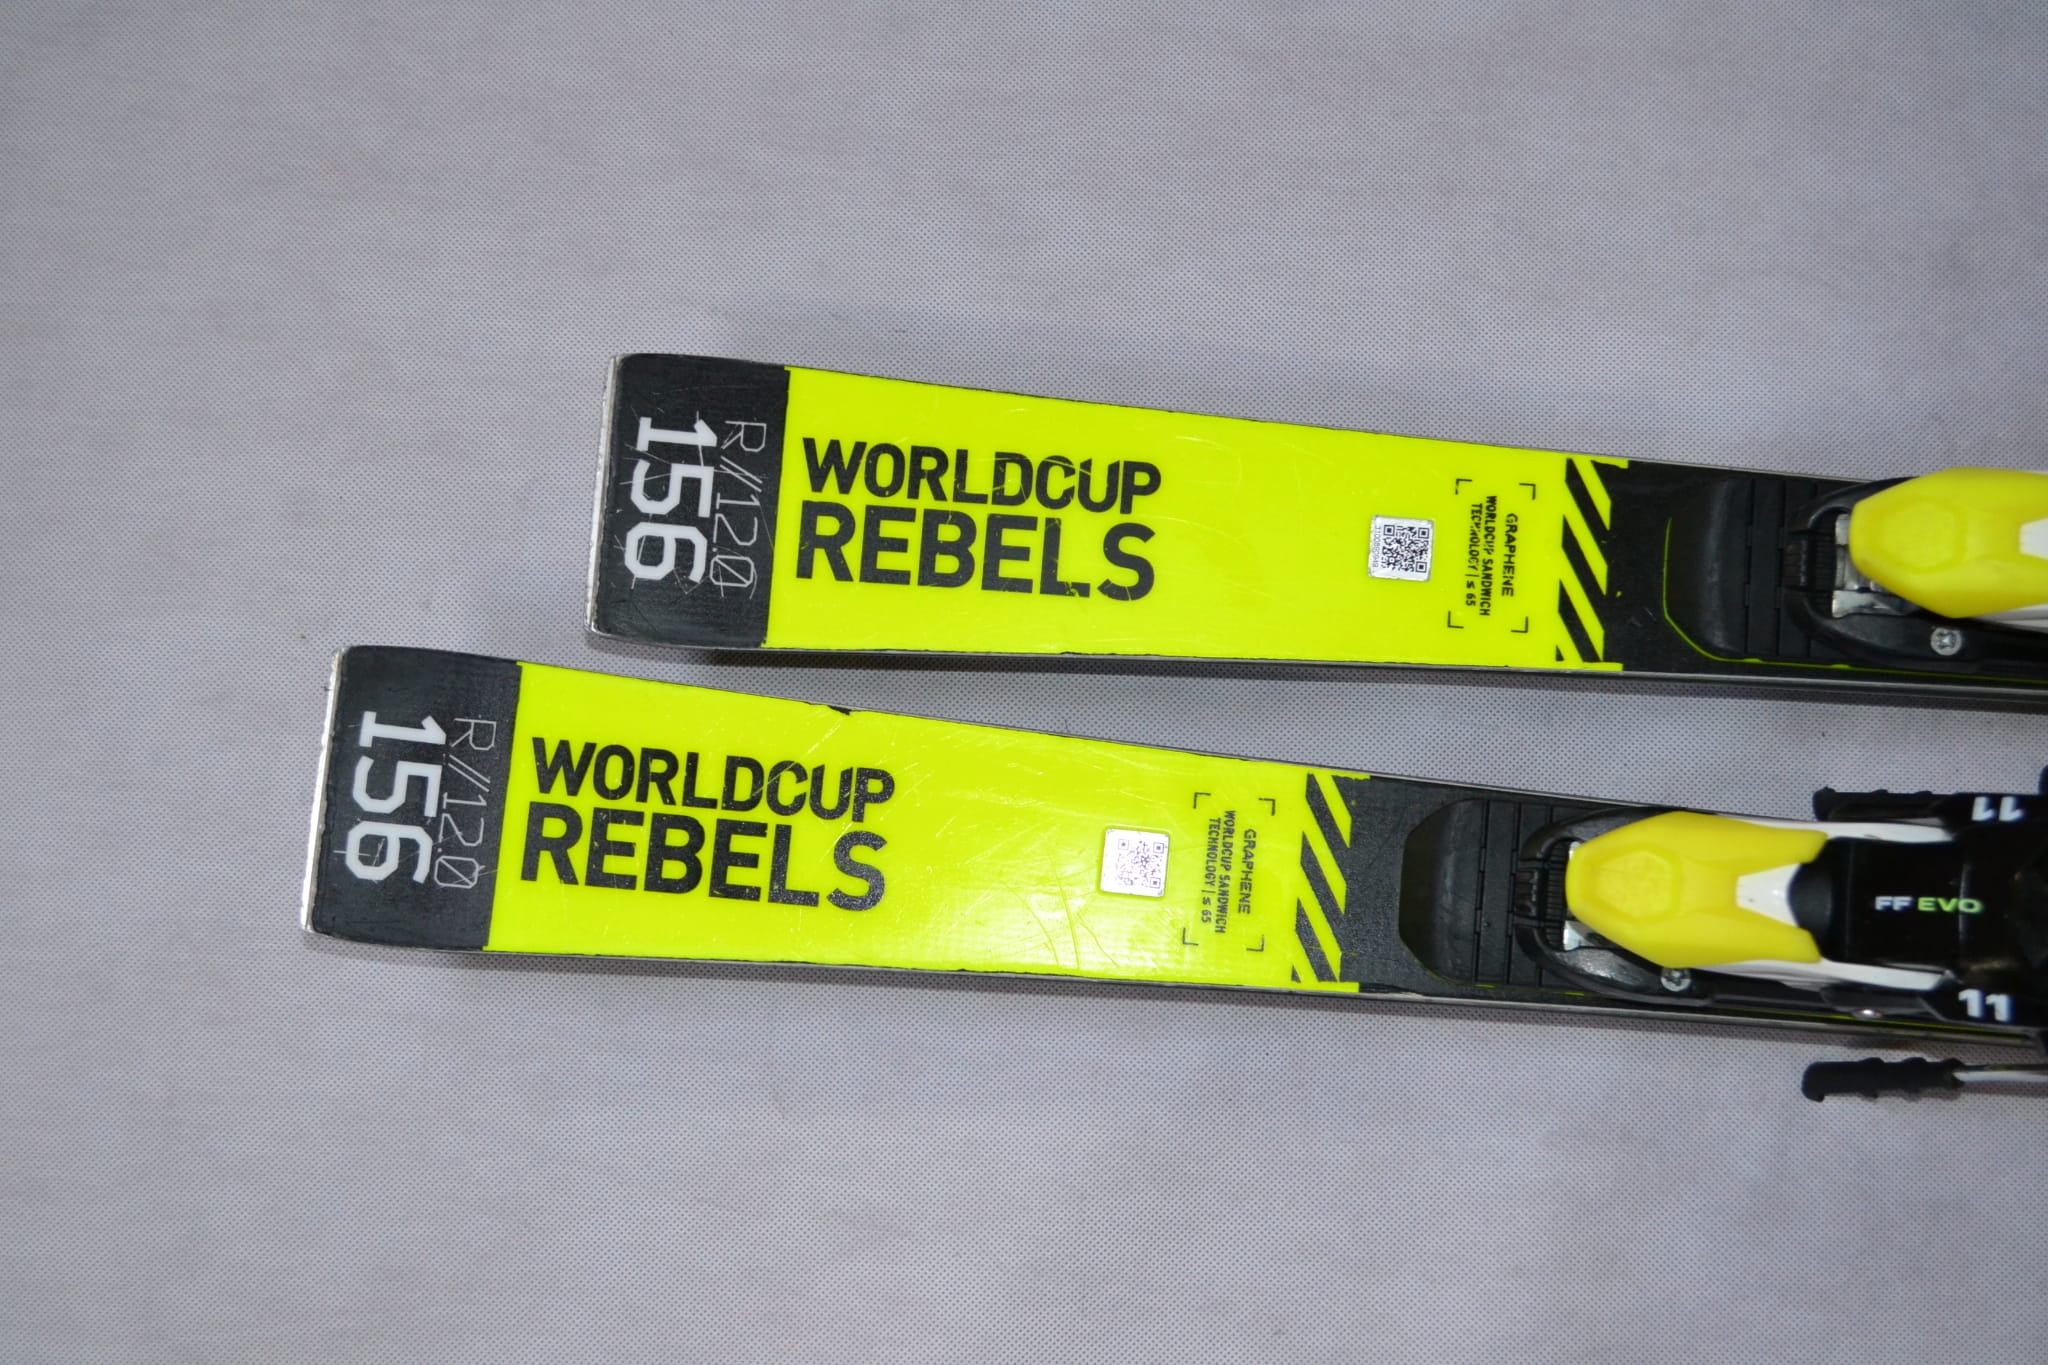 R//12.0
156
WORLDCUP
REBELS
GRAPHENE
WORLDCUP SANDWICH
TECHNOLOGY | ≤ 65
R//12.0
156
WORLDCUP
REBELS
GRAPHENE
WORLDCUP SANDWICH
TECHNOLOGY | ≤ 65
11
FF EVO
11